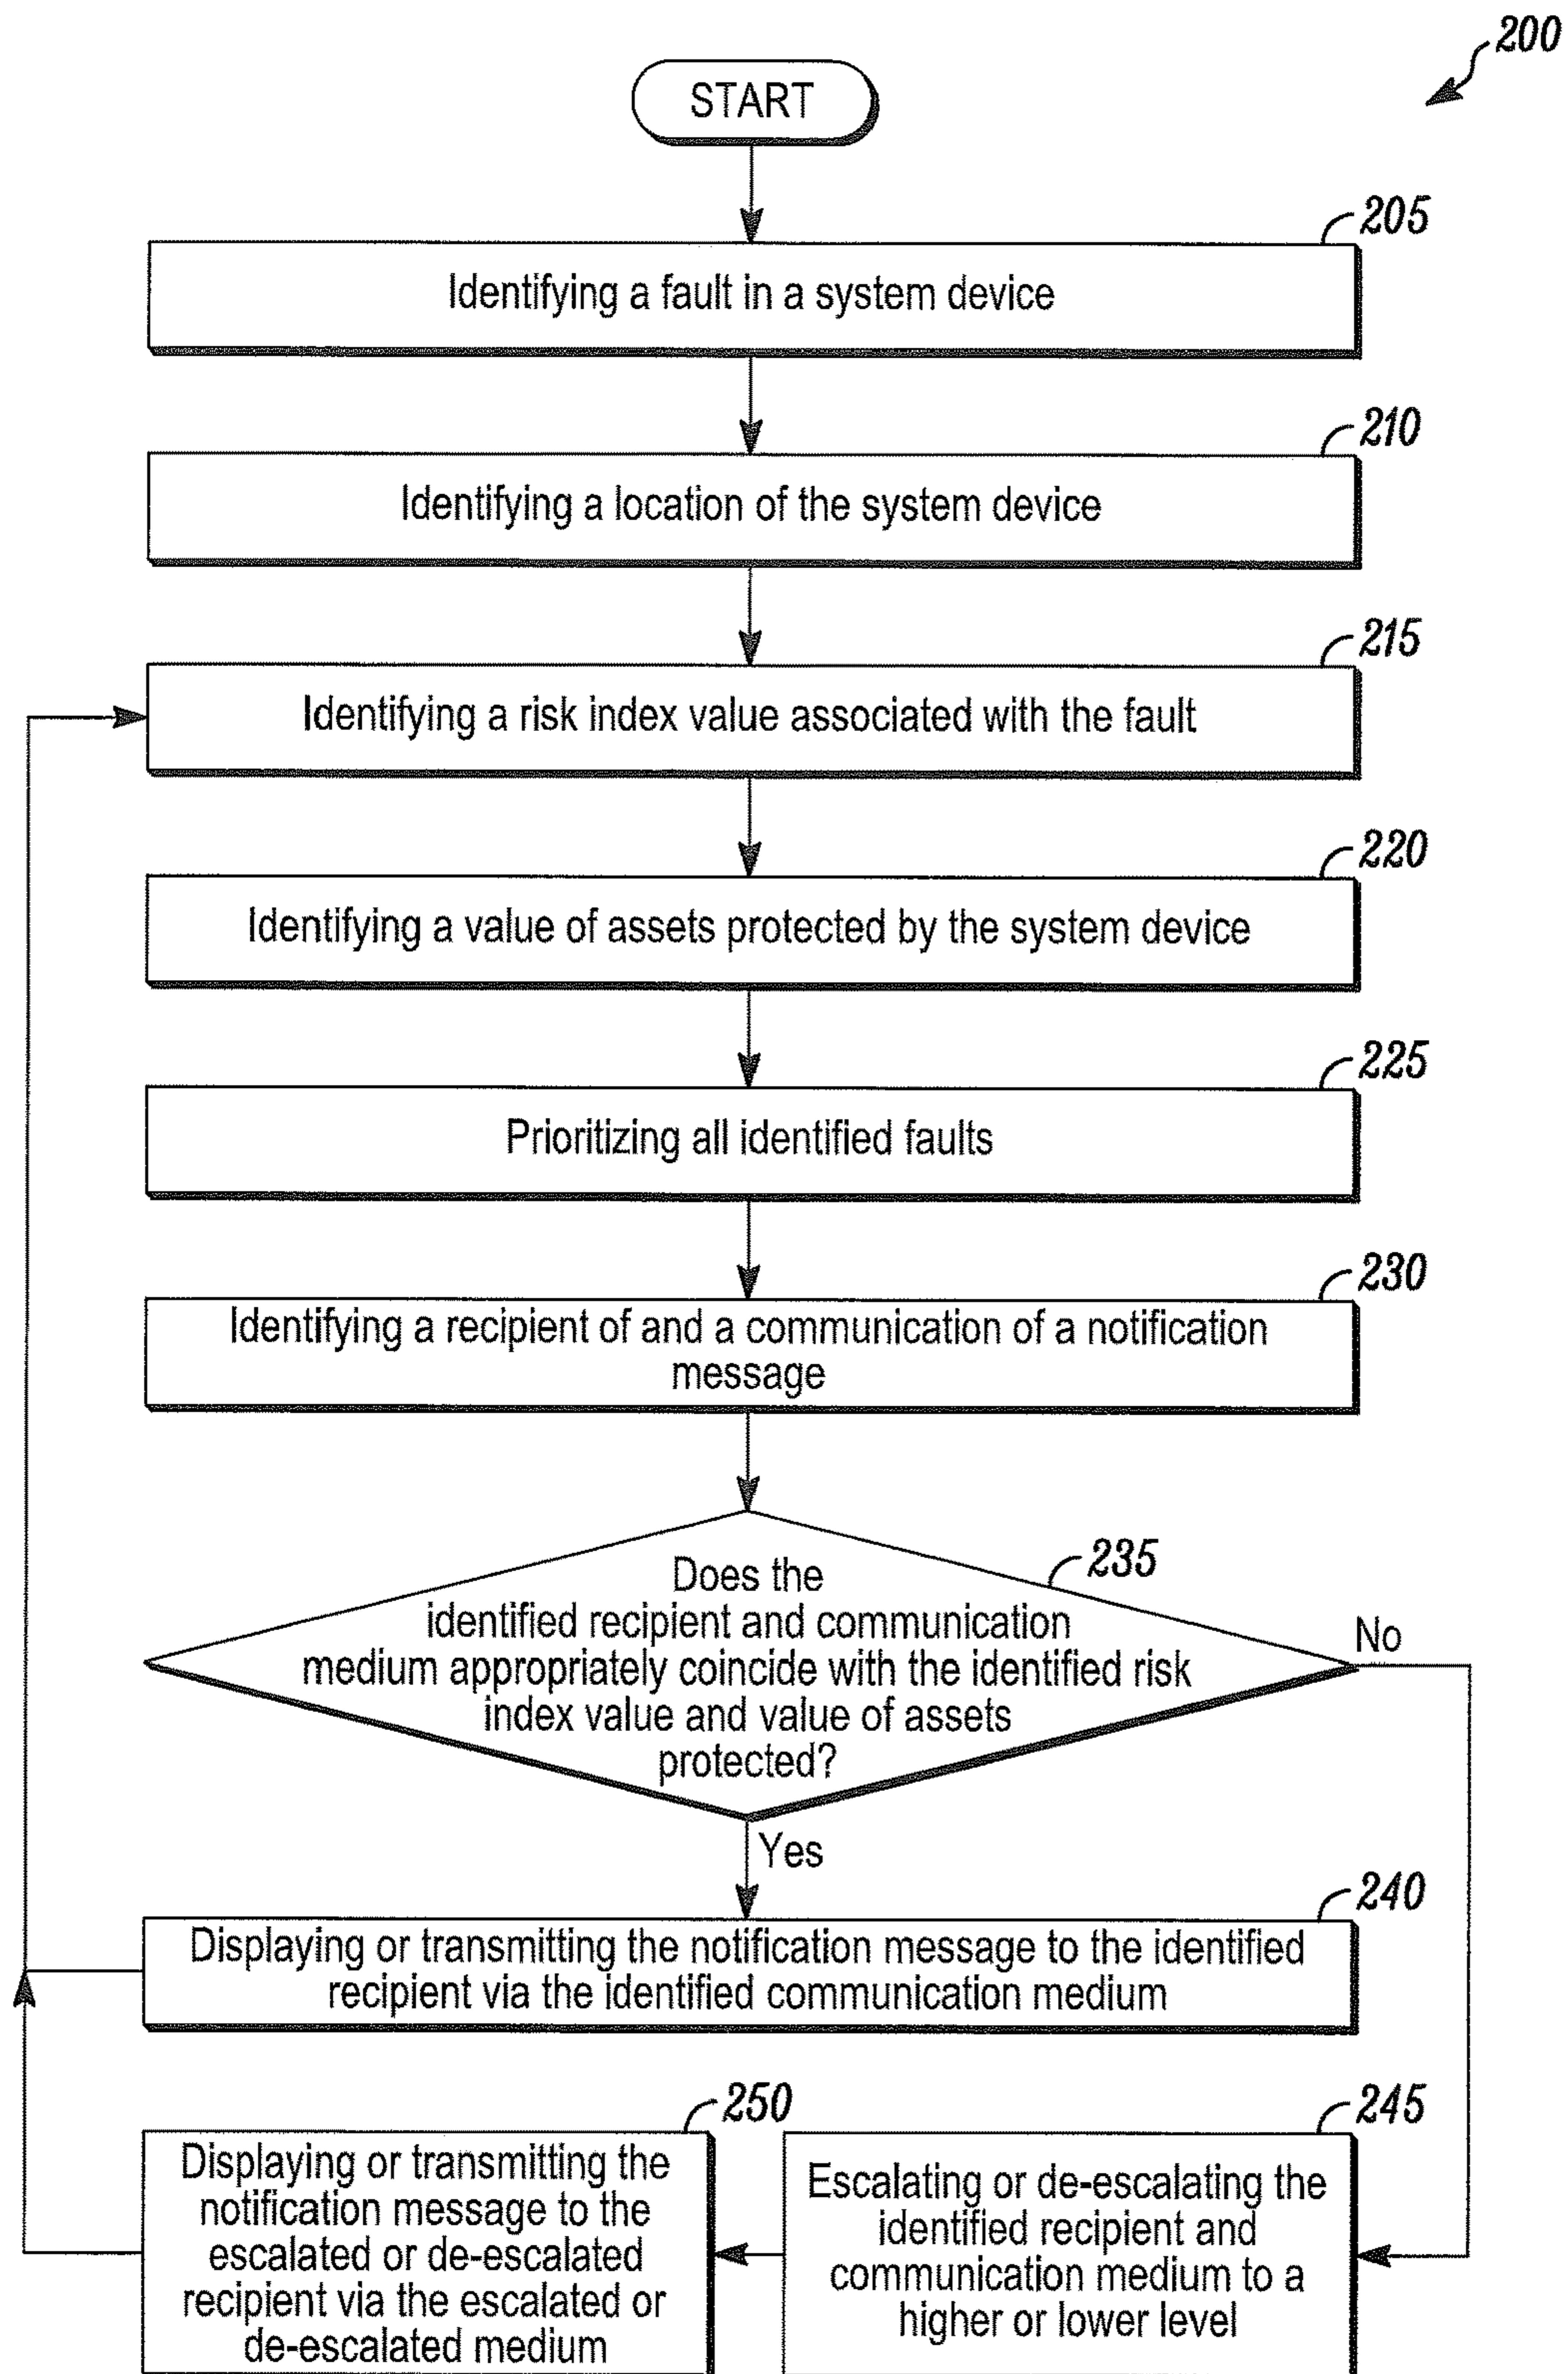 200
START
205
Identifying a fault in a system device
210
Identifying a location of the system device
215
Identifying a risk index value associated with the fault
220
Identifying a value of assets protected by the system device
225
Prioritizing all identified faults
230
Identifying a recipient of and a communication of a notification
message
235
Does the
identified recipient and communication
medium appropriately coincide with the identified risk
index value and value of assets
protected?
No
Yes
240
Displaying or transmitting the notification message to the identified
recipient via the identified communication medium
250
Displaying or transmitting the
notification message to the
escalated or de-escalated
recipient via the escalated or
de-escalated medium
245
Escalating or de-escalating the
identified recipient and
communication medium to a
higher or lower level